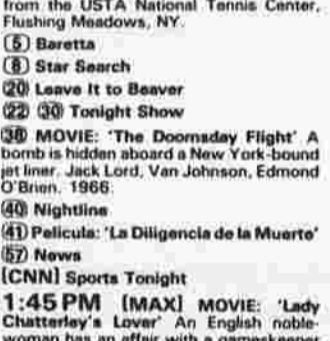 from the USTA National Tennis Center,
Flushing Meadows, NY.
(5) Baretta
(8) Star Search
(20) Leave It to Beaver
(22) (30) Tonight Show
(38) MOVIE: 'The Doomsday Flight' A
bomb is hidden aboard a New York-bound
jet liner. Jack Lord, Van Johnson, Edmond
O'Brien. 1966.
(40) Nightline
(41) Pelicula: 'La Diligencia de la Muerto'
(57) News
[CNN] Sports Tonight
1:45 PM [MAX] MOVIE: 'Lady
Chatterley's Lover' An English noble-
woman has an affair with a gamekeeper